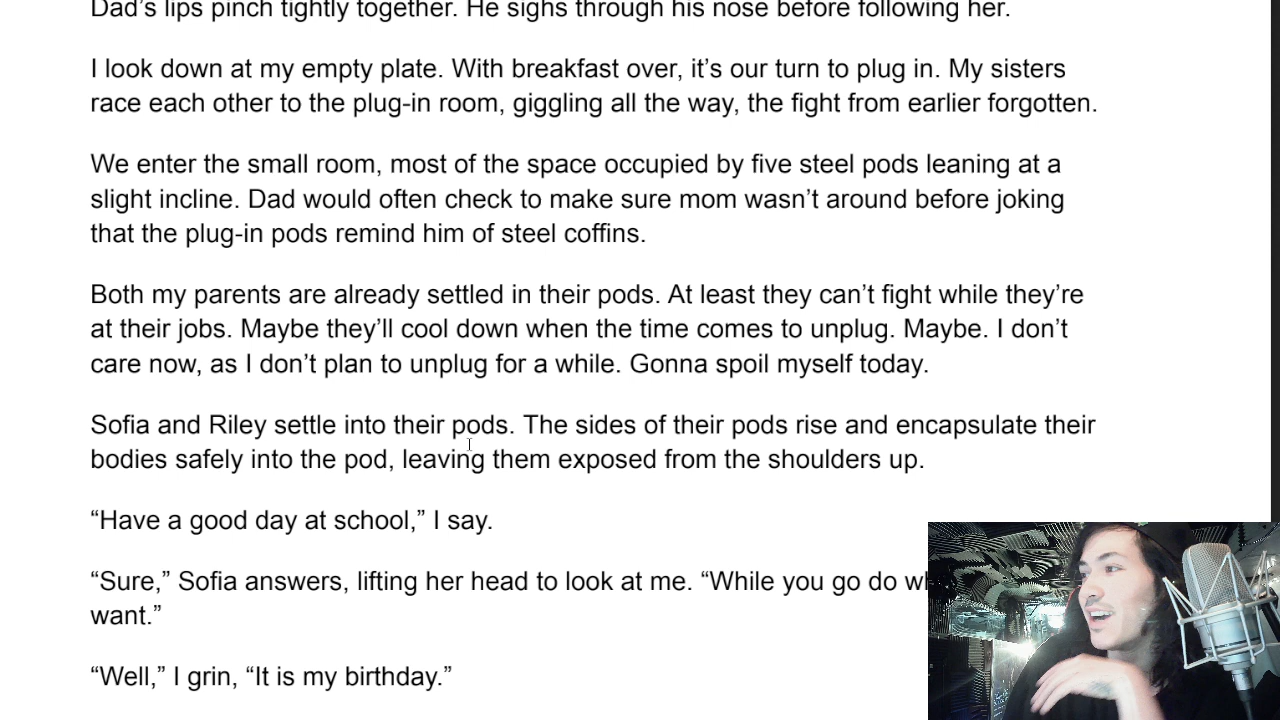 Dad’s lips pinch tightly together. He sighs through his nose before following her.
I look down at my empty plate. With breakfast over, it’s our turn to plug in. My sisters
race each other to the plug-in room, giggling all the way, the fight from earlier forgotten.
We enter the small room, most of the space occupied by five steel pods leaning at a
slight incline. Dad would often check to make sure mom wasn’t around before joking
that the plug-in pods remind him of steel coffins.
Both my parents are already settled in their pods. At least they can’t fight while they’re
at their jobs. Maybe they’ll cool down when the time comes to unplug. Maybe. I don’t
care now, as I don’t plan to unplug for a while. Gonna spoil myself today.
Sofia and Riley settle into their pods. The sides of their pods rise and encapsulate their
bodies safely into the pod, leaving them exposed from the shoulders up.
“Have a good day at school,” I say.
“Sure,” Sofia answers, lifting her head to look at me. “While you go do
want.”
“Well,” I grin, “It is my birthday.”